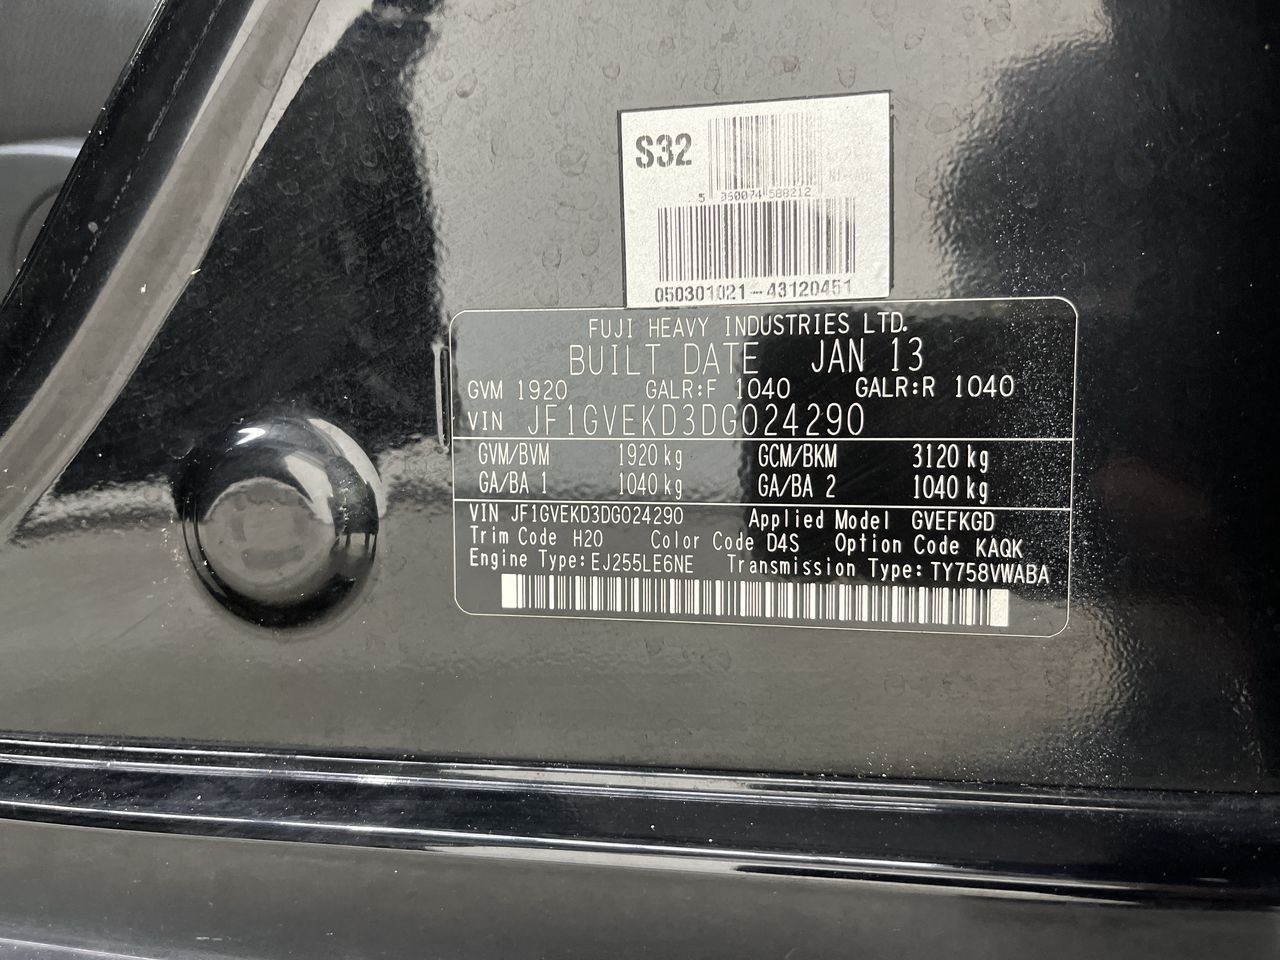 S32
5 050074 588212
050301021-43120451
FUJI HEAVY INDUSTRIES LTD.
BUILT DATE JAN 13
GVM 1920 GALR:F 1040 GALR:R 1040
VIN JF1GVEKD3DG024290
GVM/BVM 1920 kg GCM/BKM 3120 kg
GA/BA 1 1040 kg GA/BA 2 1040 kg
VIN JF1GVEKD3DG024290 Applied Model GVEFKGD
Trim Code H20 Color Code D4S Option Code KAQK
Engine Type: EJ255LE6NE Transmission Type: TY758VWABA